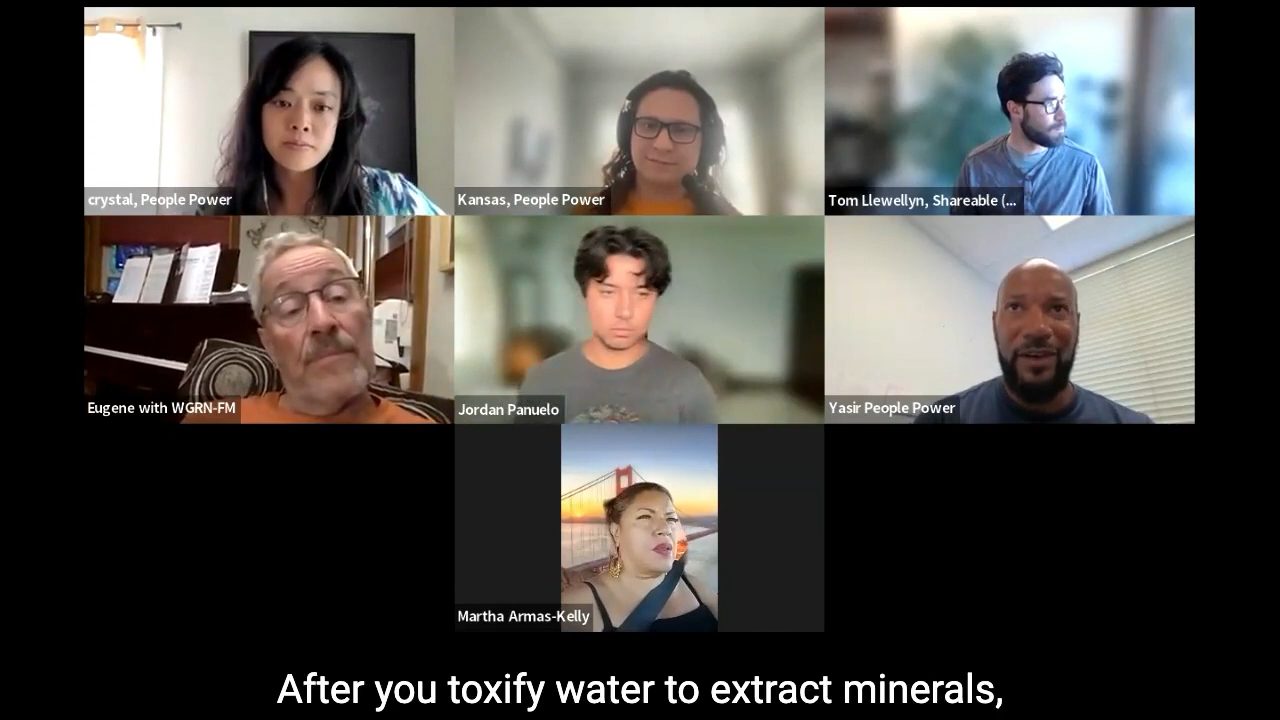 crystal, People Power
Kansas, People Power
Tom Llewellyn, Shareable (...
Eugene with WGRN-FM
Jordan Panuelo
Yasir People Power
Martha Armas-Kelly
After you toxify water to extract minerals,